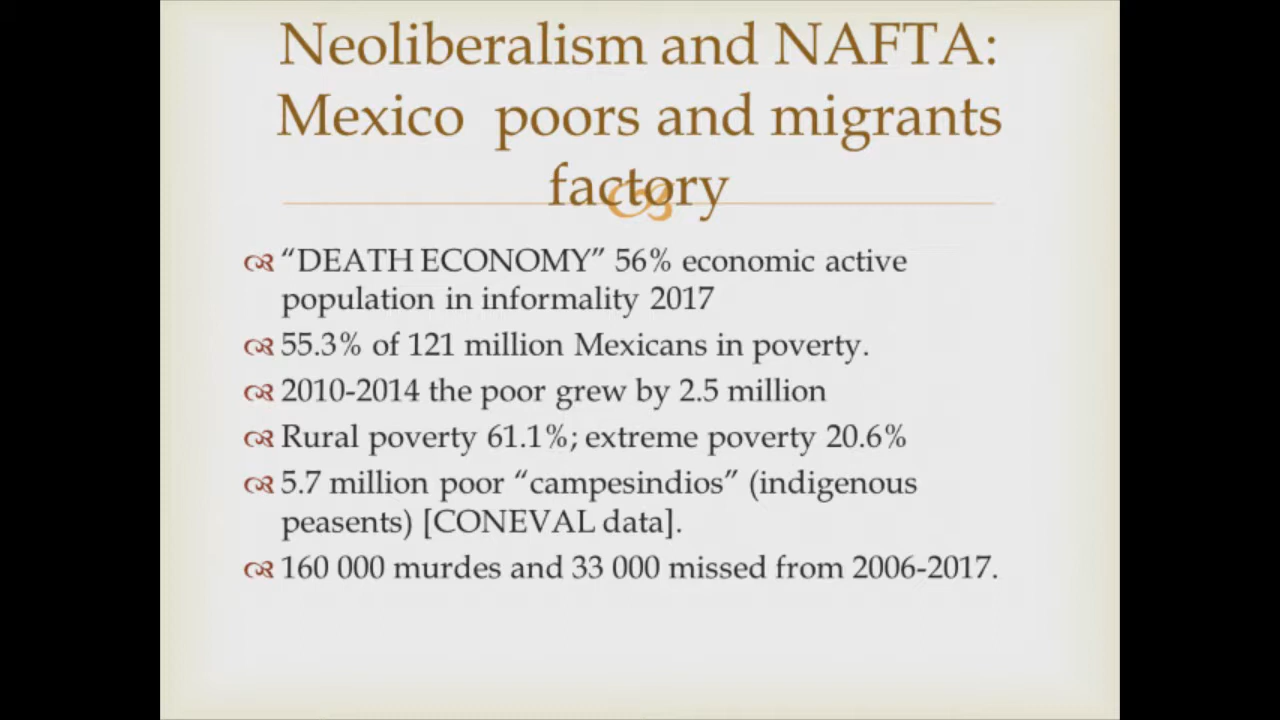 Neoliberalism and NAFTA:
Mexico poors and migrants
factory
“DEATH ECONOMY” 56% economic active
population in informality 2017
55.3% of 121 million Mexicans in poverty.
2010-2014 the poor grew by 2.5 million
Rural poverty 61.1%; extreme poverty 20.6%
5.7 million poor “campesindios” (indigenous
peasents) [CONEVAL data].
160 000 murdes and 33 000 missed from 2006-2017.